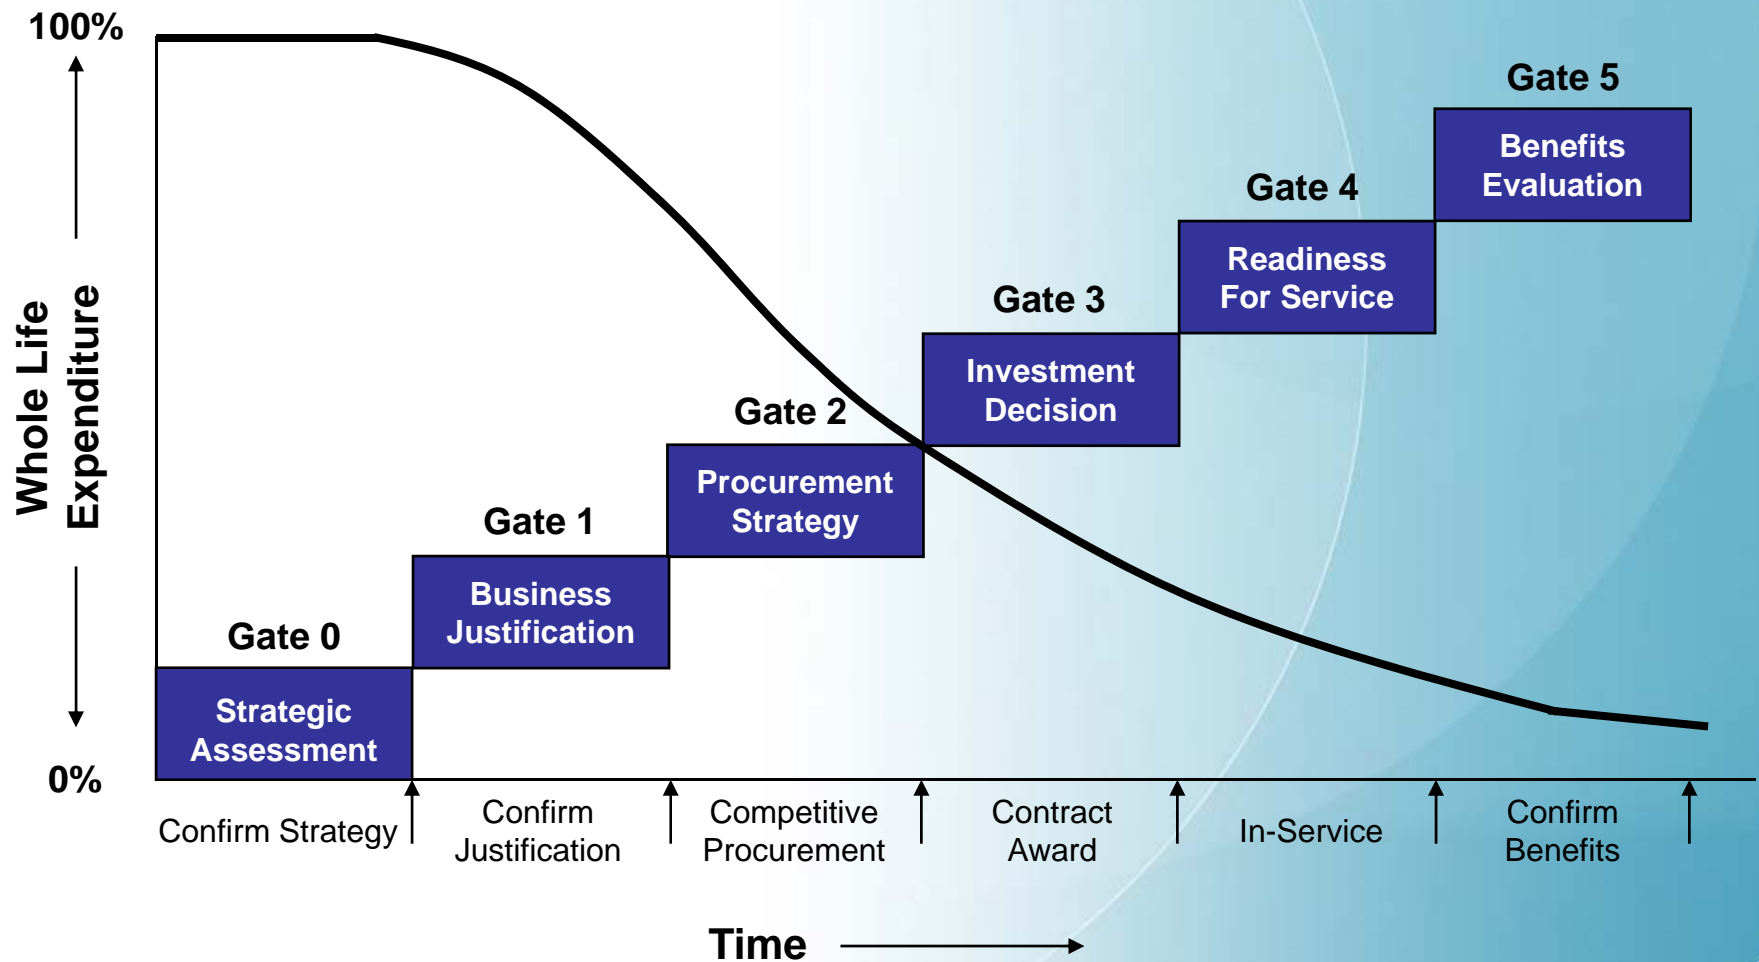 100%
Whole Life
Expenditure
0%
Gate 0
Strategic
Assessment
Gate 1
Business
Justification
Gate 2
Procurement
Strategy
Gate 3
Investment
Decision
Gate 4
Readiness
For Service
Gate 5
Benefits
Evaluation
Confirm Strategy
Confirm
Justification
Competitive
Procurement
Contract
Award
In-Service
Confirm
Benefits
Time